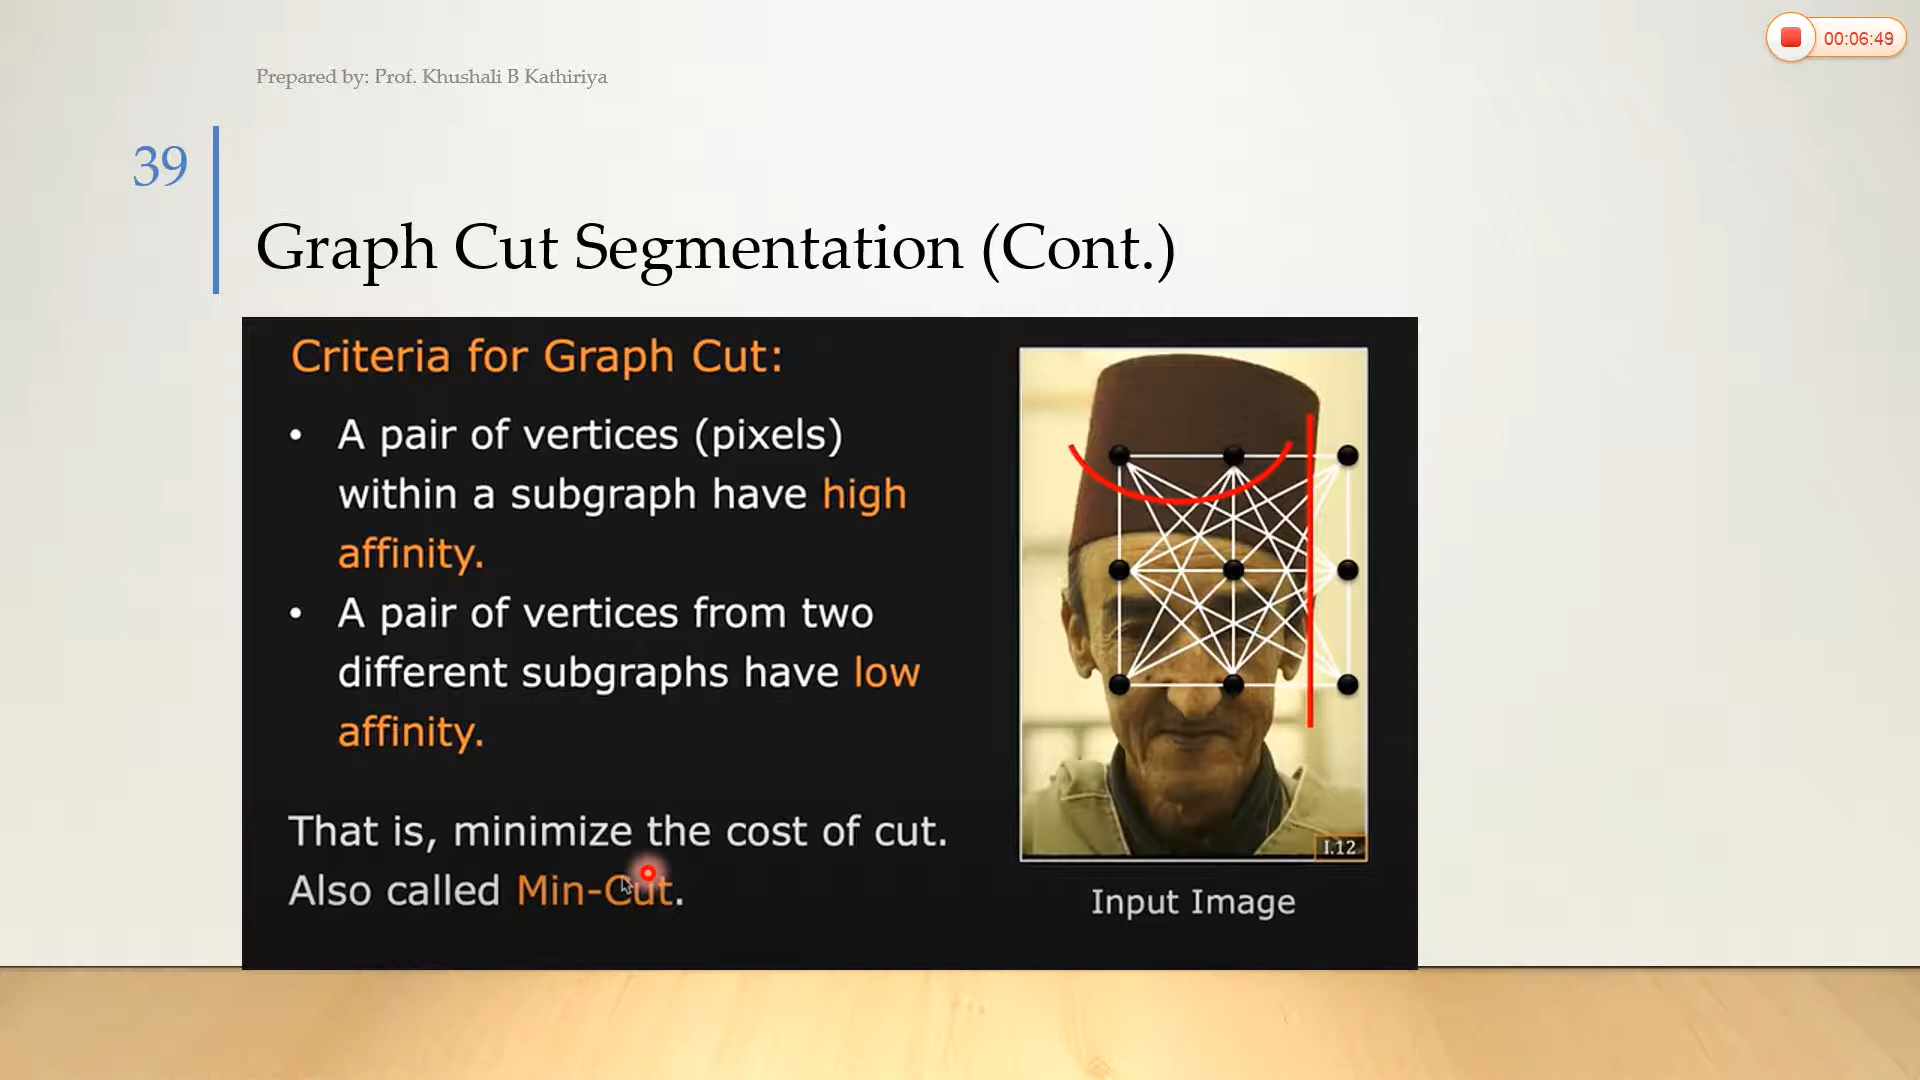 00:06:49
Prepared by: Prof. Khushali B Kathiriya
39
Graph Cut Segmentation (Cont.)
Criteria for Graph Cut:
• A pair of vertices (pixels)
within a subgraph have high
affinity.
• A pair of vertices from two
different subgraphs have low
affinity.
That is, minimize the cost of cut.
Also called Min-Cut.
I.12
Input Image